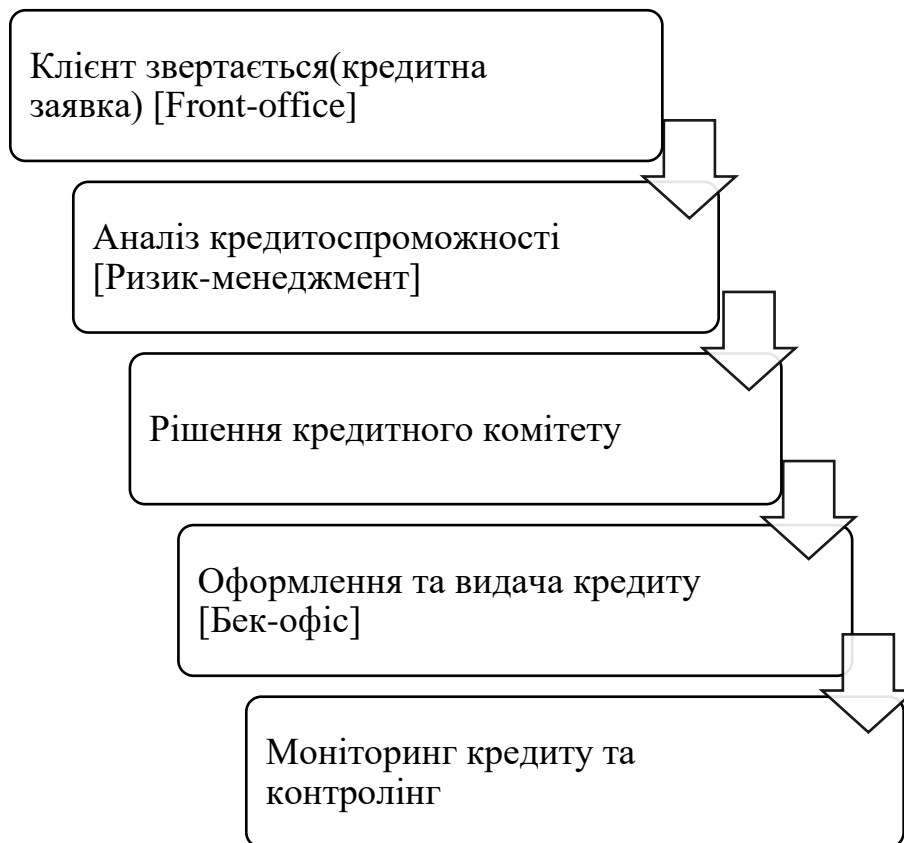 Клієнт звертається(кредитна
заявка) [Front-office]
Аналіз кредитоспроможності
[Ризик-менеджмент]
Рішення кредитного комітету
Оформлення та видача кредиту
[Бек-офіс]
Моніторинг кредиту та
контролінг